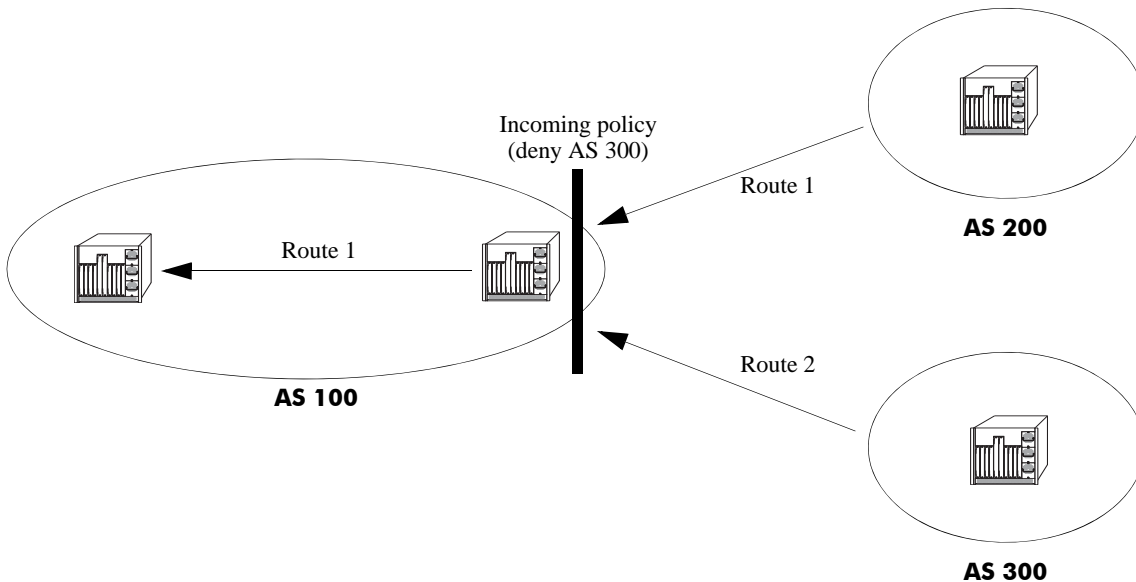 Incoming policy
(deny AS 300)
Route 1
AS 200
Route 1
Route 2
AS 100
AS 300